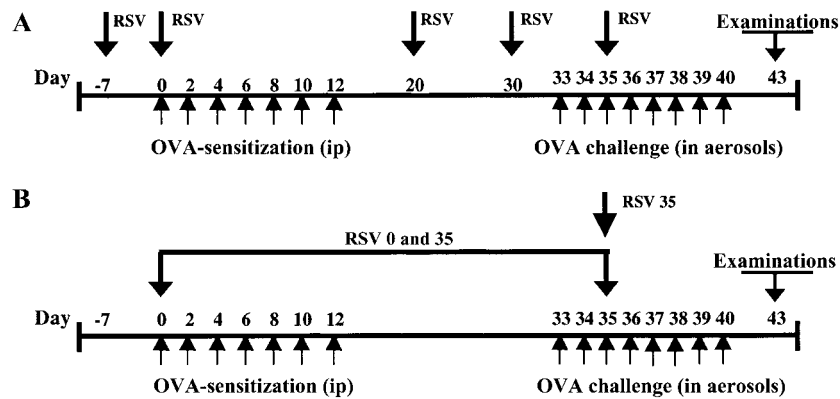 A
RSV RSV RSV RSV RSV Examinations
Day -7 0 2 4 6 8 10 12 20 30 33 34 35 36 37 38 39 40 43
OVA-sensitization (ip) OVA challenge (in aerosols)
B
RSV 35
RSV 0 and 35
Examinations
Day -7 0 2 4 6 8 10 12 33 34 35 36 37 38 39 40 43
OVA-sensitization (ip) OVA challenge (in aerosols)